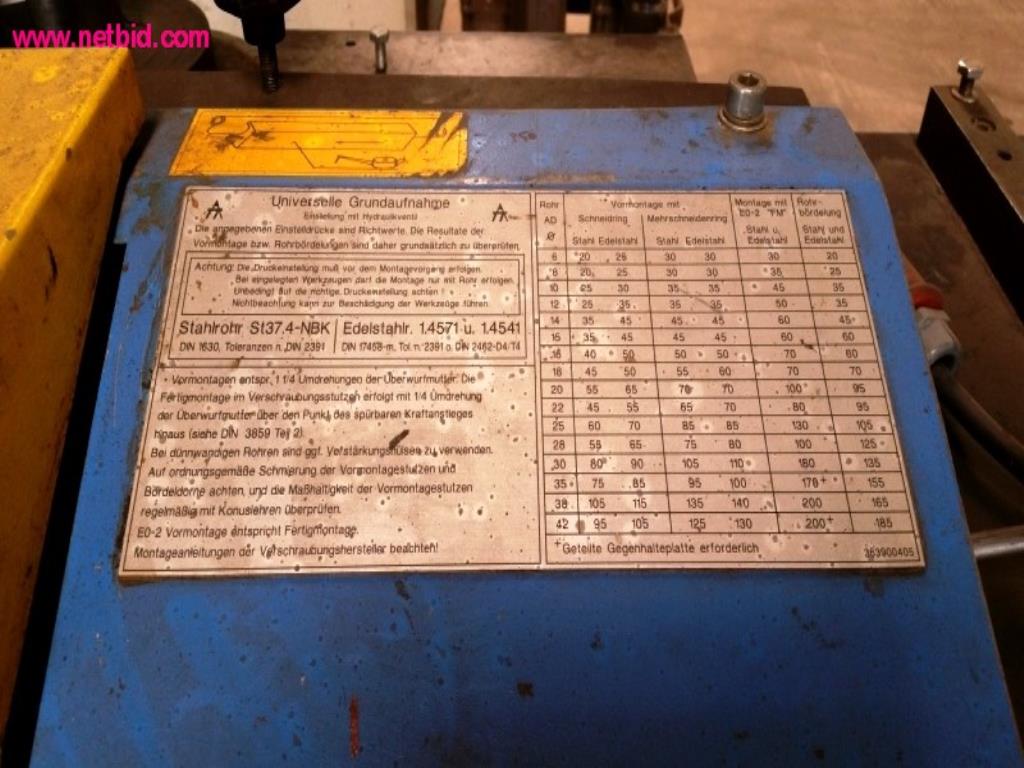 www.netbid.com
Universelle Grundaufnahme
Einstellung mit Hydraulikventil
Die angegebenen Einstelldrücke sind Richtwerte. Die Resultate der
Vormontage bzw. Rohrbördelungen sind daher grundsätzlich zu überprüfen.
Achtung: Die Druckeinstellung muß vor dem Montagevorgang erfolgen.
Bei eingelegten Werkzeugen darf die Montage nur mit Rohr erfolgen.
Unbedingt auf die richtige Druckeinstellung achten!
Nichtbeachtung kann zur Beschädigung der Werkzeuge führen.
Stahlrohr St37.4-NBK | Edelstahlr. 1.4571 u. 1.4541
DIN 1630, Toleranzen n. DIN 2391 | DIN 17458-m. Tol. n. 2391 o. DIN 2462-D4/T4
• Vormontagen entspr. 1 1/4 Umdrehungen der Überwurfmutter. Die
Fertigmontage im Verschraubungsstutzen erfolgt mit 1/4 Umdrehung
der Überwurfmutter über den Punkt des spürbaren Kraftanstieges
hinaus (siehe DIN 3859 Teil 2)
Bei dünnwandigen Rohren sind ggf. Verstärkungshülsen zu verwenden.
Auf ordnungsgemäße Schmierung der Vormontagestutzen und
Bördeldorne achten, und die Maßhaltigkeit der Vormontagestutzen
regelmäßig mit Konuslehren überprüfen.
EO-2 Vormontage entspricht Fertigmontage.
Montageanleitungen der Verschraubungshersteller beachten!
Rohr AD ø
Vormontage mit
Schneidring Mehrschneidenring
Stahl Edelstahl Stahl Edelstahl
Montage mit EO-2 "FM"
Stahl u. Edelstahl
Rohr-bördelung
Stahl und Edelstahl
6 20 25 30 30 30 20
8 20 25 30 30 35 25
10 25 30 35 35 45 35
12 25 35 35 35 50 35
14 35 45 45 45 60 45
15 35 45 45 45 60 60
16 40 50 50 50 70 60
18 45 50 55 60 70 70
20 55 65 70 70 100 95
22 45 55 65 70 80 95
25 60 70 85 85 130 105
28 55 65 75 80 100 125
30 80 90 105 110 180 135
35 75 85 95 100 170+ 155
38 105 115 135 140 200 165
42 95 105 125 130 200+ 185
+Geteilte Gegenhalteplatte erforderlich
363900405